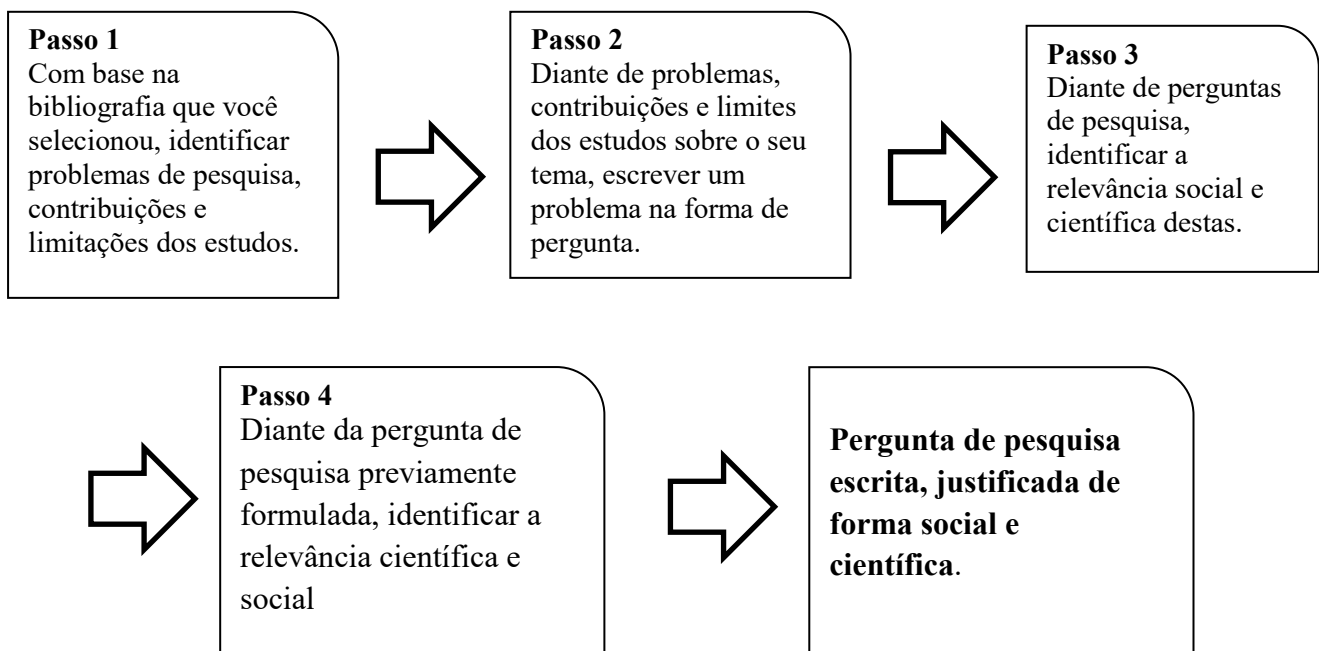 Passo 1
Com base na
bibliografia que você
selecionou, identificar
problemas de pesquisa,
contribuições e
limitações dos estudos.
Passo 2
Diante de problemas,
contribuições e limites
dos estudos sobre o seu
tema, escrever um
problema na forma de
pergunta.
Passo 3
Diante de perguntas
de pesquisa,
identificar a
relevância social e
científica destas.
Passo 4
Diante da pergunta de
pesquisa previamente
formulada, identificar a
relevância científica e
social
Pergunta de pesquisa
escrita, justificada de
forma social e
científica.